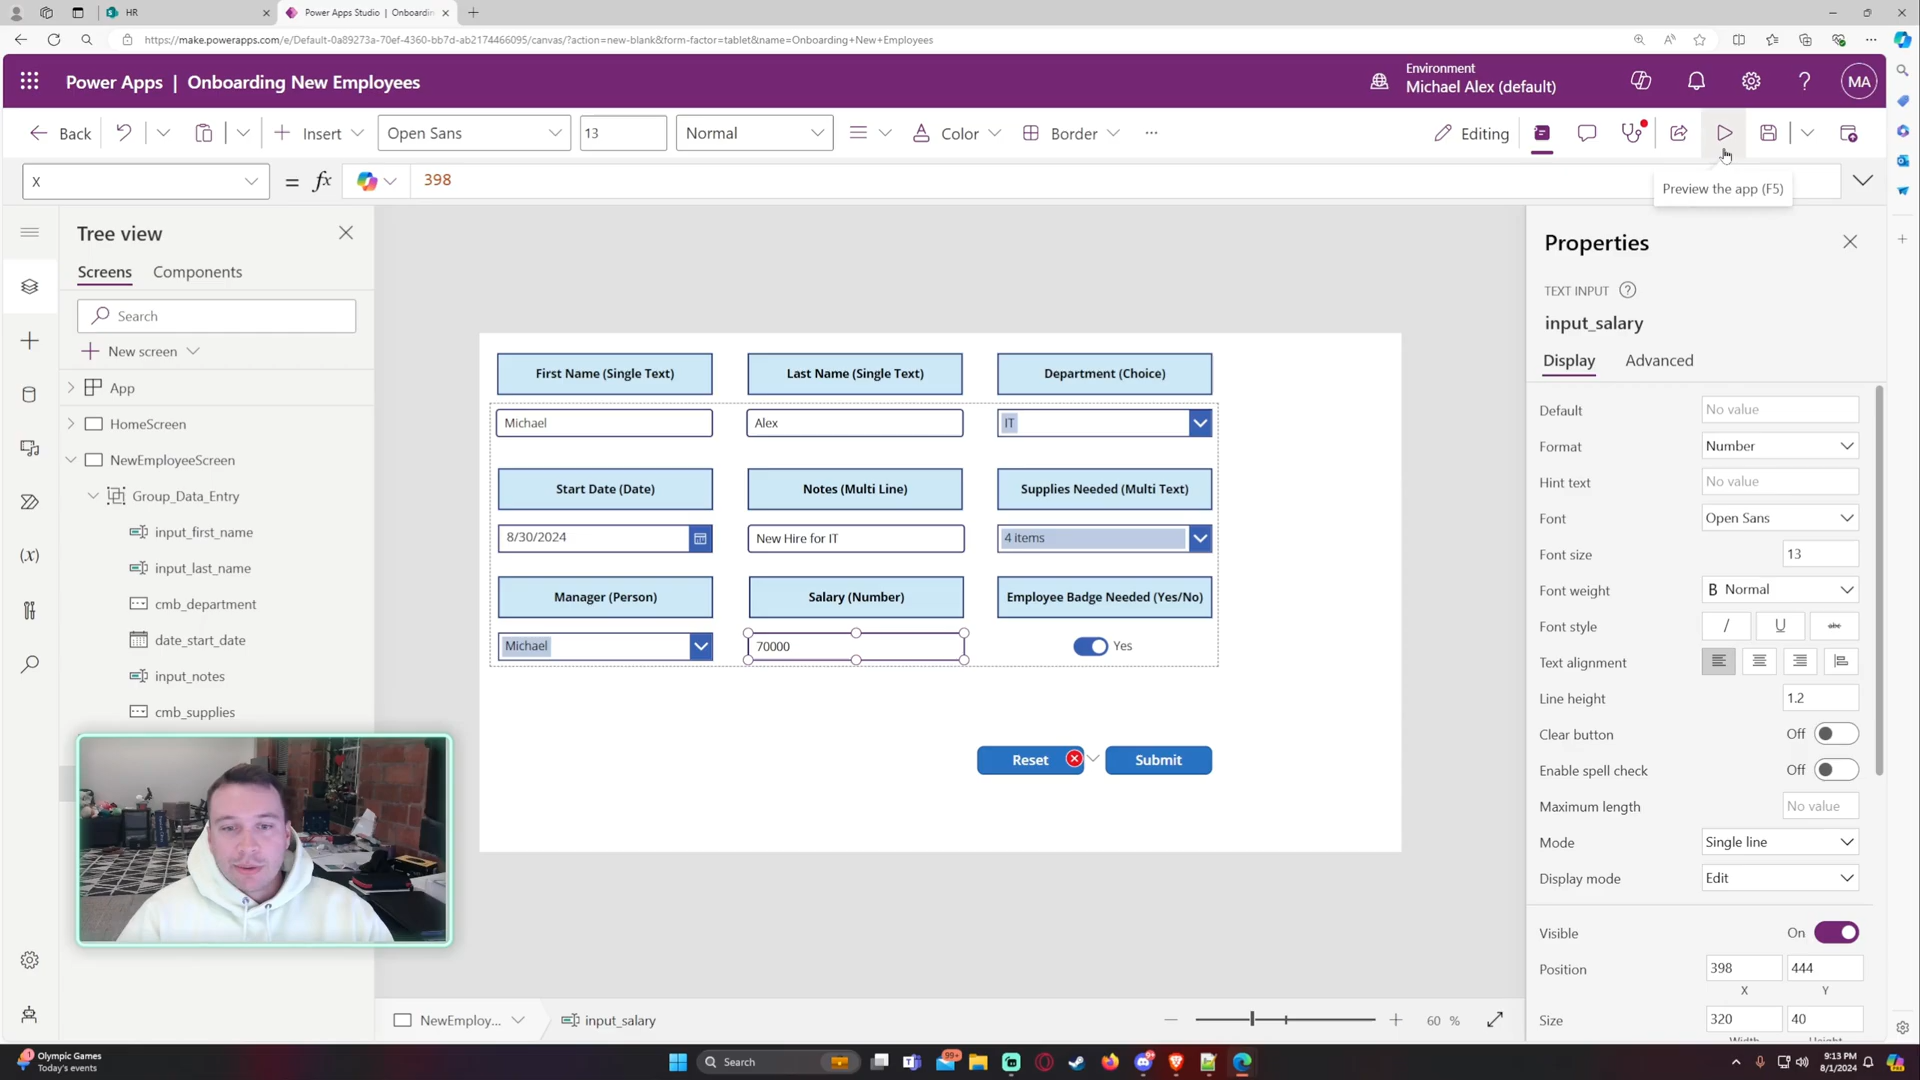 HR
Power Apps Studio | Onboardin
https://make.powerapps.com/e/Default-0a89273a-70ef-4360-bb7d-ab2174466095/canvas/?action=new-blank&form-factor=tablet&name=Onboarding+New+Employees
Power Apps | Onboarding New Employees
Environment
Michael Alex (default)
MA
Back
Insert
Open Sans
13
Normal
Color
Border
...
Editing
X
=
fx
398
Preview the app (F5)
Tree view
Screens
Components
Search
New screen
App
HomeScreen
NewEmployeeScreen
Group_Data_Entry
input_first_name
input_last_name
cmb_department
date_start_date
input_notes
cmb_supplies
First Name (Single Text)
Last Name (Single Text)
Department (Choice)
Michael
Alex
IT
Start Date (Date)
Notes (Multi Line)
Supplies Needed (Multi Text)
8/30/2024
New Hire for IT
4 items
Manager (Person)
Salary (Number)
Employee Badge Needed (Yes/No)
Michael
70000
Yes
Reset
Submit
Properties
TEXT INPUT
input_salary
Display
Advanced
Default
No value
Format
Number
Hint text
No value
Font
Open Sans
Font size
13
Font weight
B Normal
Font style
/ U abc
Text alignment
Line height
1.2
Clear button
Off
Enable spell check
Off
Maximum length
No value
Mode
Single line
Display mode
Edit
Visible
On
Position
398
444
X
Y
Size
320
40
NewEmploy...
input_salary
60 %
Olympic Games
Today's events
Search
99+
9:13 PM
8/1/2024